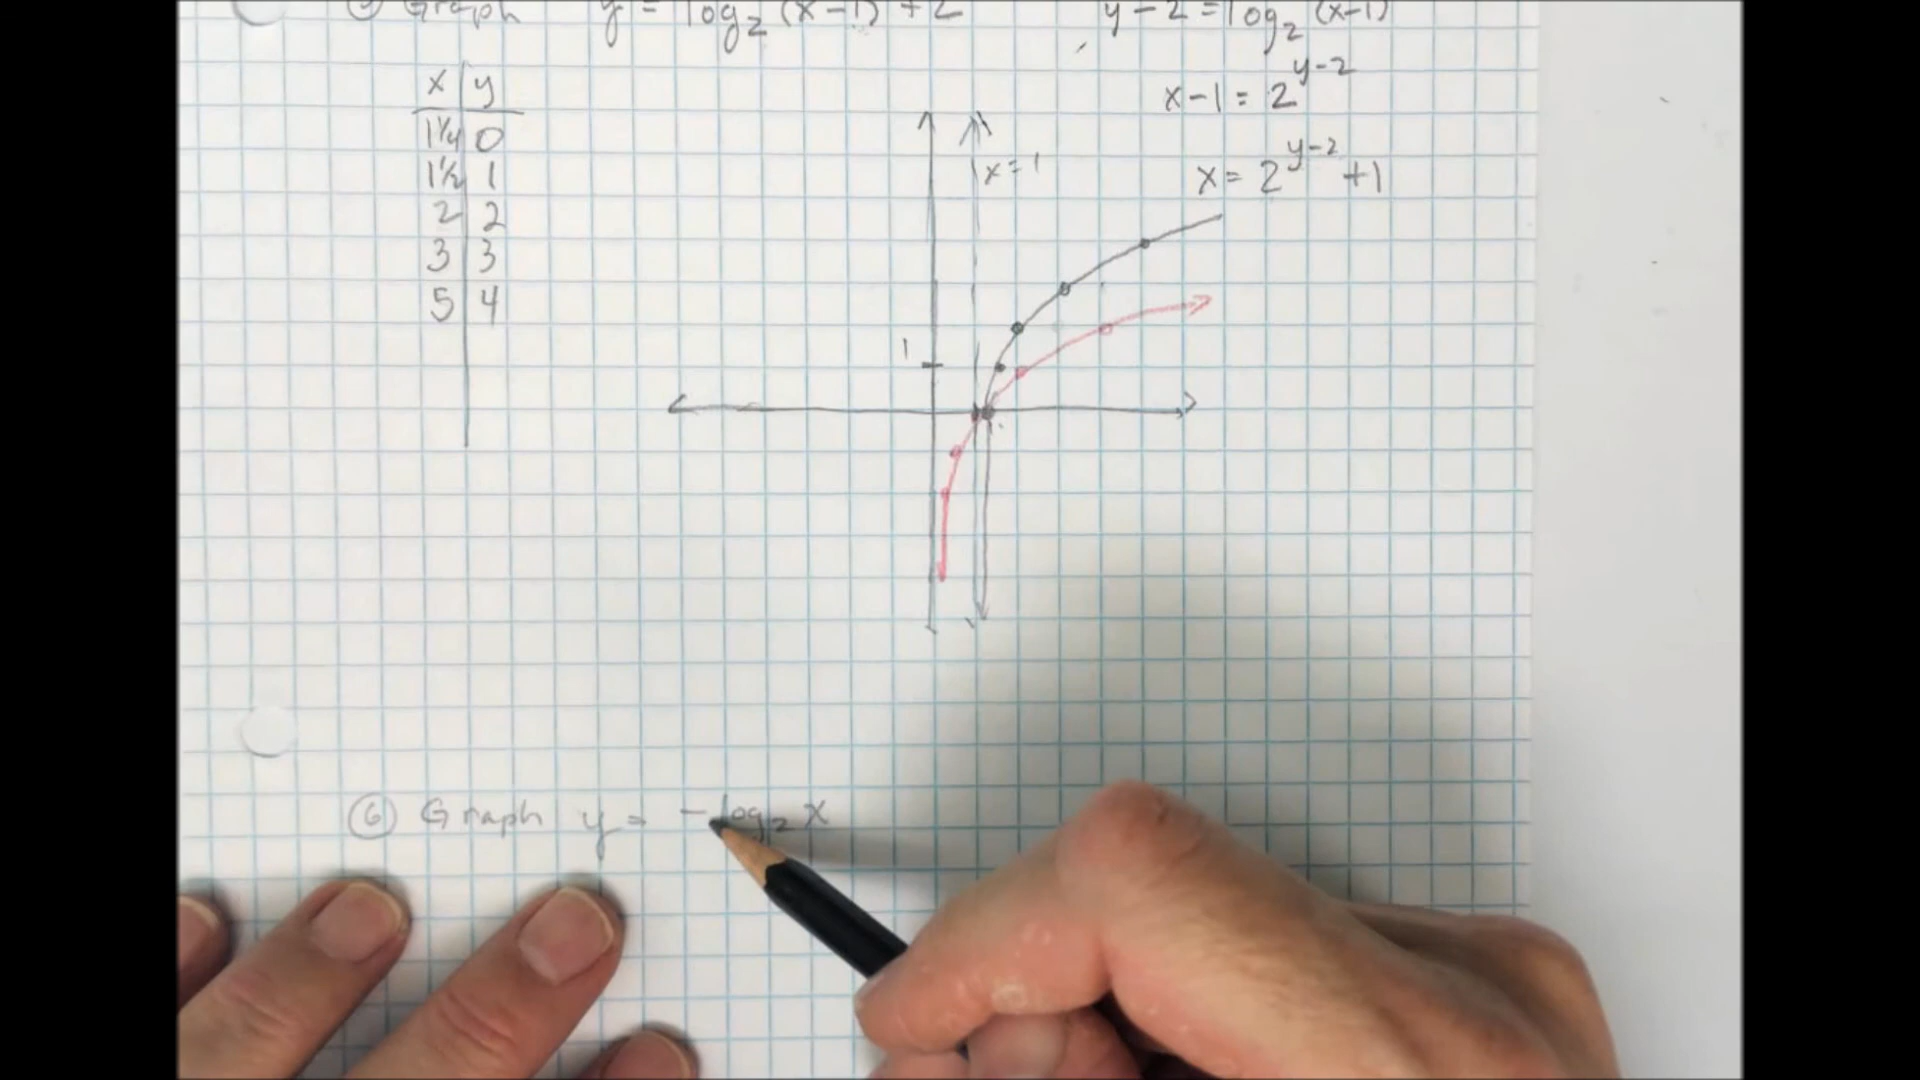 Graph y = log₂ (x-1) + 2 y - 2 = log₂ (x-1)
x y
x - 1 = 2^(y-2)
1¼ 0
1½ 1
2 2
3 3
5 4
x = 2^(y-2) + 1
x = 1
1
⑥ Graph y = - log₂ x